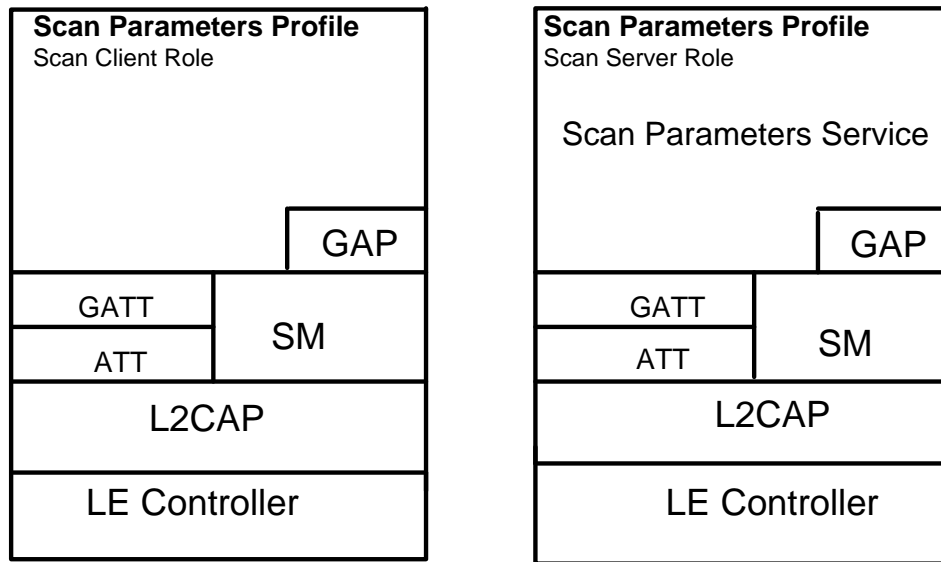 Scan Parameters Profile
Scan Client Role
GAP
GATT
SM
ATT
L2CAP
LE Controller
Scan Parameters Profile
Scan Server Role
Scan Parameters Service
GAP
GATT
SM
ATT
L2CAP
LE Controller